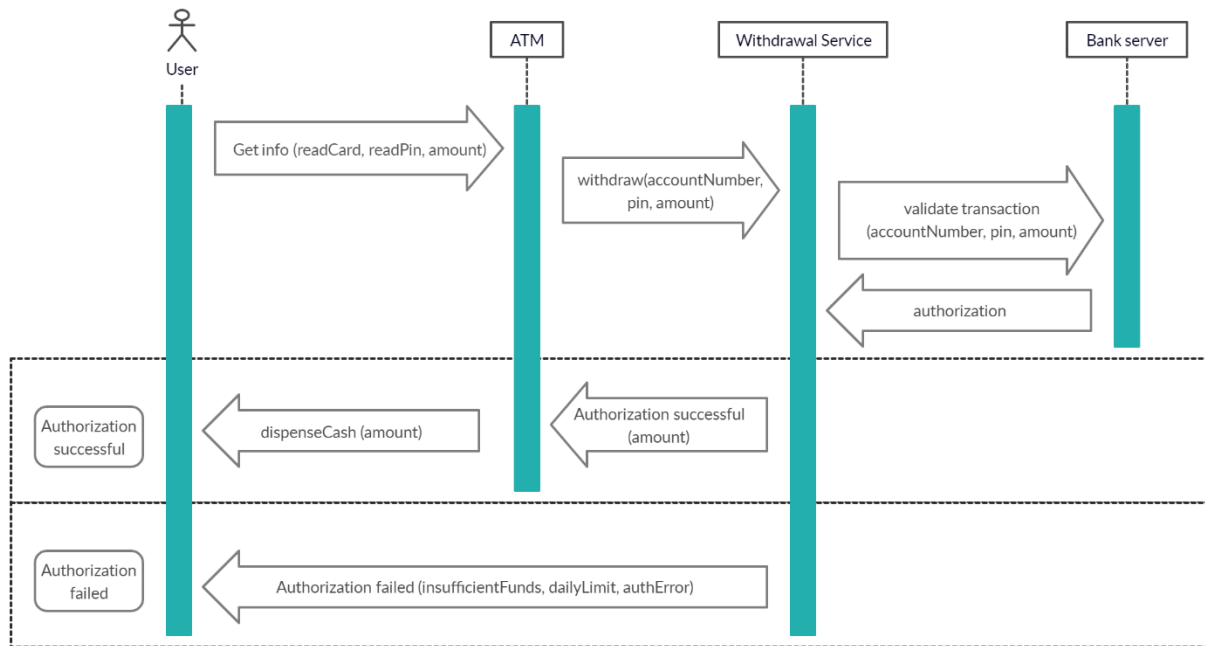 User
ATM
Withdrawal Service
Bank server
Get info (readCard, readPin, amount)
withdraw(accountNumber,
pin, amount)
validate transaction
(accountNumber, pin, amount)
authorization
Authorization
successful
dispenseCash (amount)
Authorization successful
(amount)
Authorization
failed
Authorization failed (insufficientFunds, dailyLimit, authError)